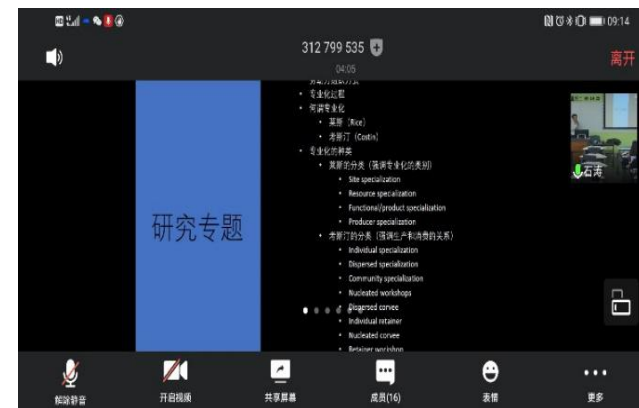 09:14
312 799 535
04:05
离开
专业化过程
何谓专业化
莱斯 (Rice)
考斯汀 (Costin)
专业化的种类
莱斯的分类 (强调专业化的类别)
Site specialization
Resource specialization
Functional/product specialization
Producer specialization
考斯汀的分类 (强调生产和消费的关系)
Individual specialization
Dispersed specialization
Community specialization
Nucleated workshops
Dispersed corvee
Individual retainer
Nucleated corvee
Retainer workshop
研究专题
石涛
解除静音
开启视频
共享屏幕
成员(16)
表情
更多